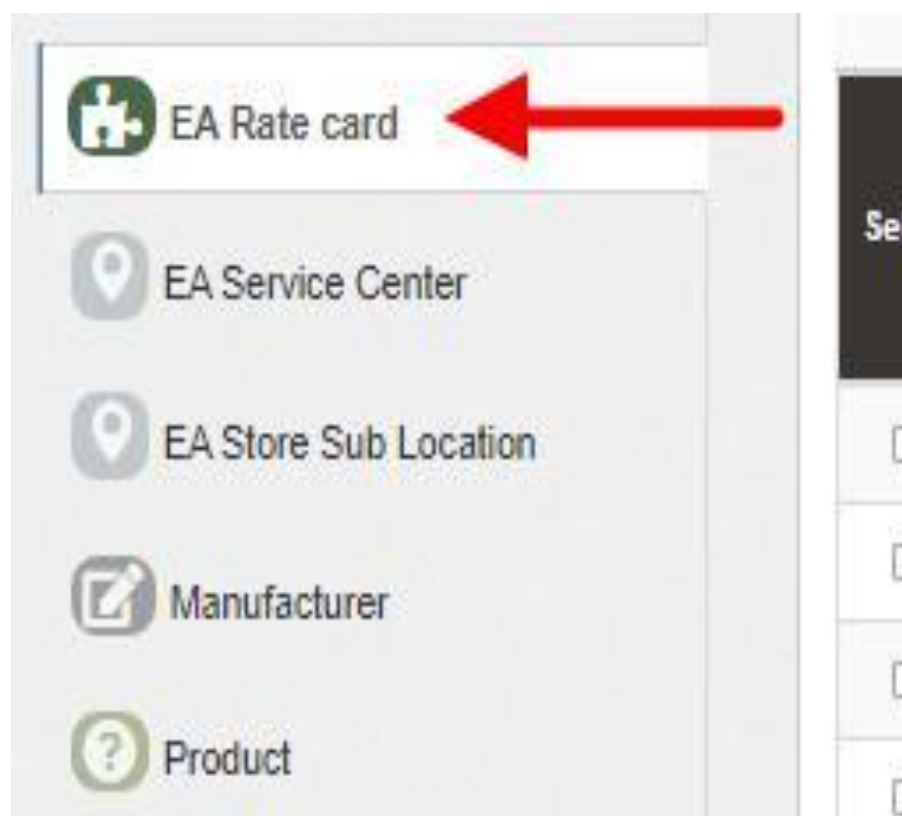 EA Rate card
EA Service Center
EA Store Sub Location
Manufacturer
Product